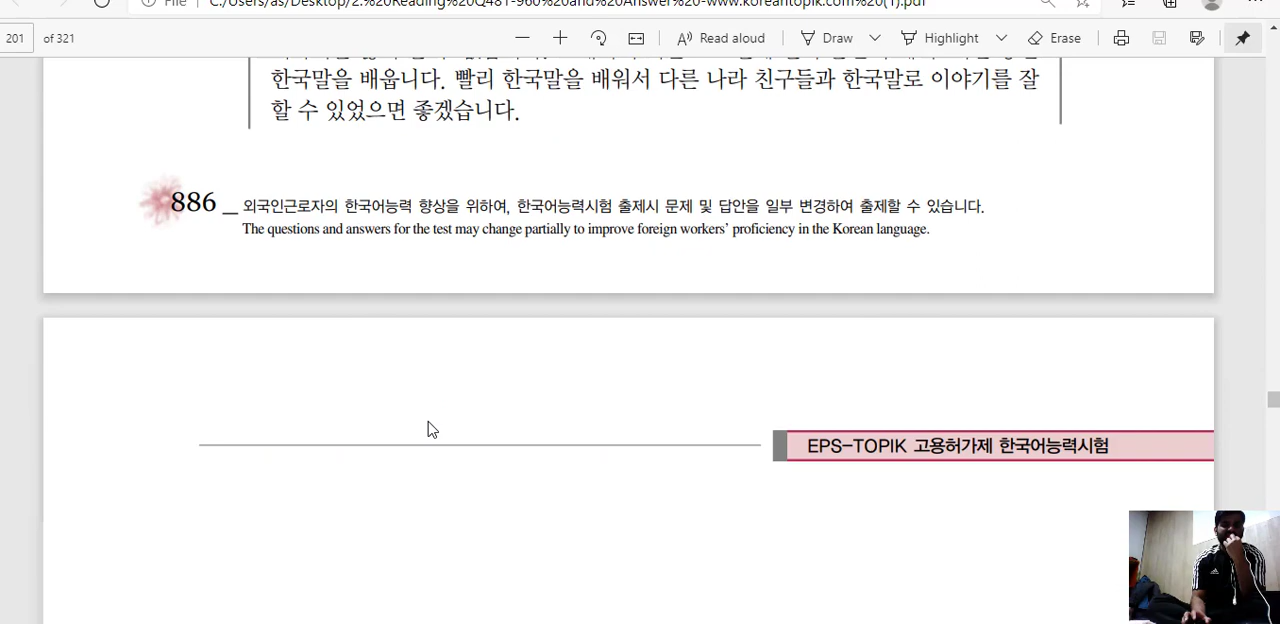 File
C:/Users/as/Desktop/2.%20Reading%20Q481-960%20and%20Answer%20-www.koreantopik.com%20(1).pdf
201 of 321
Read aloud Draw Highlight Erase
한국말을 배웁니다. 빨리 한국말을 배워서 다른 나라 친구들과 한국말로 이야기를 잘
할 수 있었으면 좋겠습니다.
886 _ 외국인근로자의 한국어능력 향상을 위하여, 한국어능력시험 출제시 문제 및 답안을 일부 변경하여 출제할 수 있습니다.
The questions and answers for the test may change partially to improve foreign workers' proficiency in the Korean language.
EPS-TOPIK 고용허가제 한국어능력시험